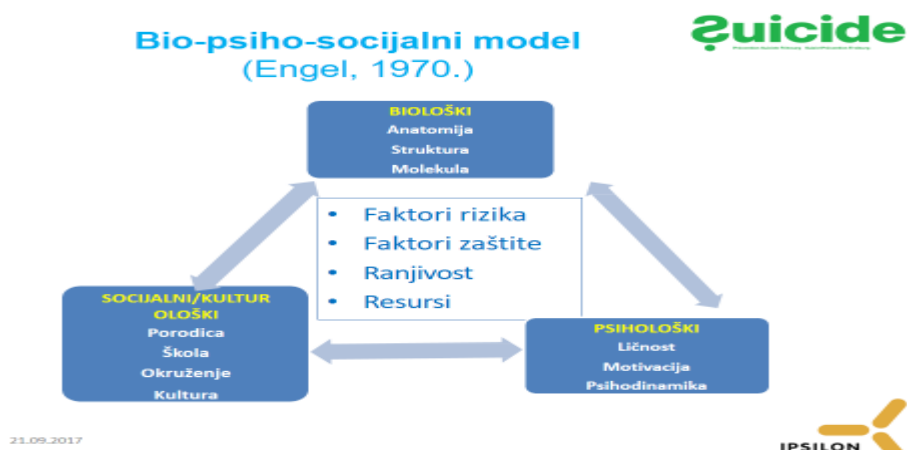 Bio-psiho-socijalni model
(Engel, 1970.)
Suicide
BIOLOŠKI
Anatomija
Struktura
Molekula
• Faktori rizika
• Faktori zaštite
• Ranjivost
• Resursi
SOCIJALNI/KULTUR
OLOŠKI
Porodica
Škola
Okruženje
Kultura
PSIHOLOŠKI
Ličnost
Motivacija
Psihodinamika
21.09.2017
IPSILON